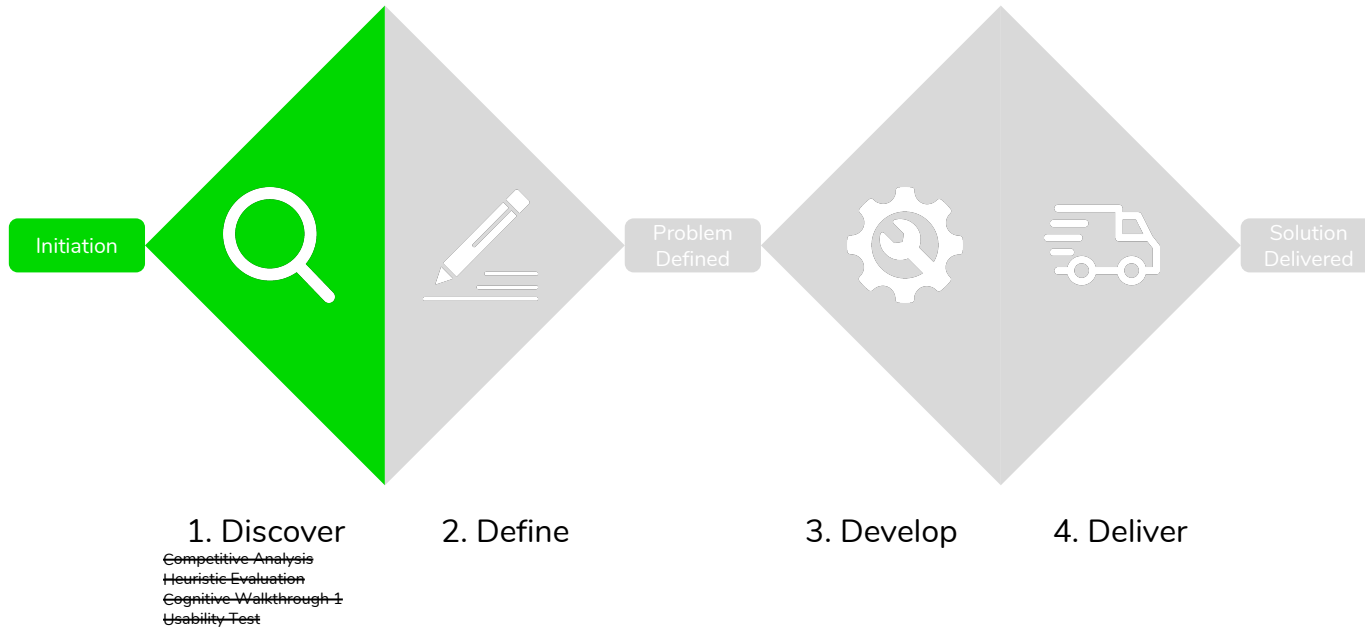 Initiation
Problem
Defined
Solution
Delivered
1. Discover
2. Define
3. Develop
4. Deliver
Competitive Analysis
Heuristic Evaluation
Cognitive Walkthrough 1
Usability Test